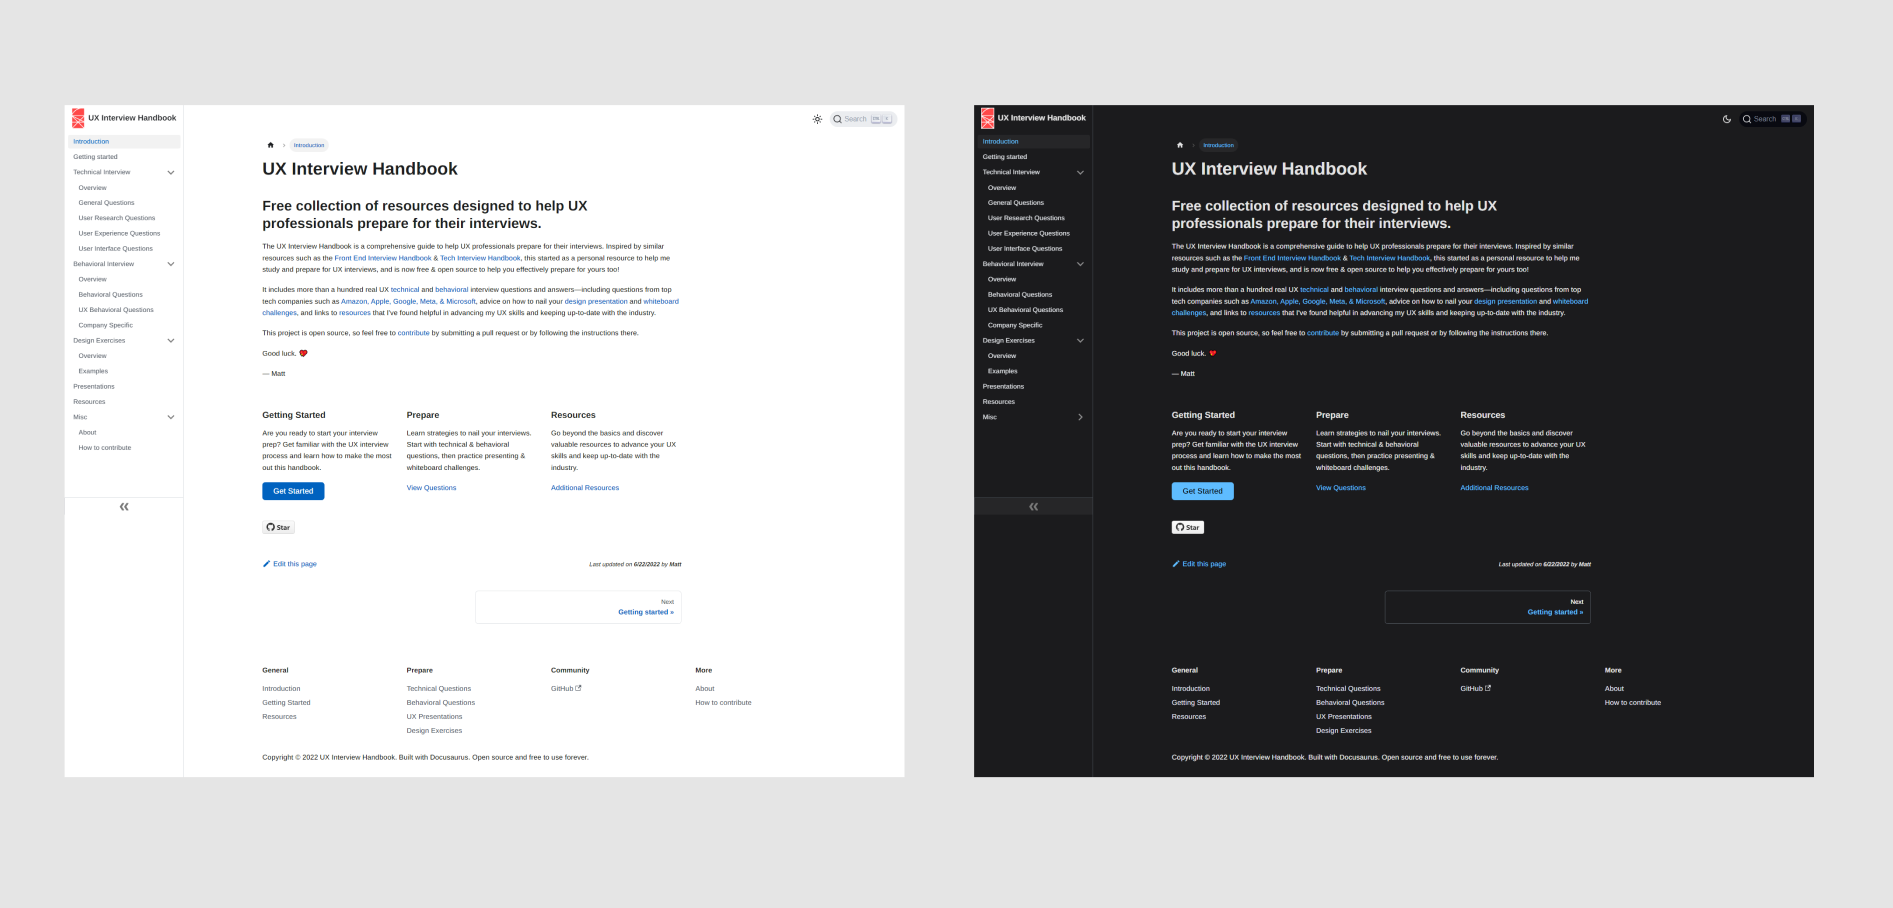 UX Interview Handbook
Search
Introduction
Getting started
Technical Interview
Overview
General Questions
User Research Questions
User Experience Questions
User Interface Questions
Behavioral Interview
Overview
Behavioral Questions
UX Behavioral Questions
Company Specific
Design Exercises
Overview
Examples
Presentations
Resources
Misc
About
How to contribute
Introduction
UX Interview Handbook
Free collection of resources designed to help UX
professionals prepare for their interviews.
The UX Interview Handbook is a comprehensive guide to help UX professionals prepare for their interviews. Inspired by similar
resources such as the Front End Interview Handbook & Tech Interview Handbook, this started as a personal resource to help me
study and prepare for UX interviews, and is now free & open source to help you effectively prepare for yours too!
It includes more than a hundred real UX technical and behavioral interview questions and answers—including questions from top
tech companies such as Amazon, Apple, Google, Meta, & Microsoft, advice on how to nail your design presentation and whiteboard
challenges, and links to resources that I've found helpful in advancing my UX skills and keeping up-to-date with the industry.
This project is open source, so feel free to contribute by submitting a pull request or by following the instructions there.
Good luck.
— Matt
Getting Started
Are you ready to start your interview
prep? Get familiar with the UX interview
process and learn how to make the most
out this handbook.
Get Started
Prepare
Learn strategies to nail your interviews.
Start with technical & behavioral
questions, then practice presenting &
whiteboard challenges.
View Questions
Resources
Go beyond the basics and discover
valuable resources to advance your UX
skills and keep up-to-date with the
industry.
Additional Resources
Star
Edit this page
Last updated on 6/22/2022 by Matt
Next
Getting started »
General
Introduction
Getting Started
Resources
Prepare
Technical Questions
Behavioral Questions
UX Presentations
Design Exercises
Community
GitHub
More
About
How to contribute
Copyright © 2022 UX Interview Handbook. Built with Docusaurus. Open source and free to use forever.
UX Interview Handbook
Search
Introduction
Getting started
Technical Interview
Overview
General Questions
User Research Questions
User Experience Questions
User Interface Questions
Behavioral Interview
Overview
Behavioral Questions
UX Behavioral Questions
Company Specific
Design Exercises
Overview
Examples
Presentations
Resources
Misc
Introduction
UX Interview Handbook
Free collection of resources designed to help UX
professionals prepare for their interviews.
The UX Interview Handbook is a comprehensive guide to help UX professionals prepare for their interviews. Inspired by similar
resources such as the Front End Interview Handbook & Tech Interview Handbook, this started as a personal resource to help me
study and prepare for UX interviews, and is now free & open source to help you effectively prepare for yours too!
It includes more than a hundred real UX technical and behavioral interview questions and answers—including questions from top
tech companies such as Amazon, Apple, Google, Meta, & Microsoft, advice on how to nail your design presentation and whiteboard
challenges, and links to resources that I've found helpful in advancing my UX skills and keeping up-to-date with the industry.
This project is open source, so feel free to contribute by submitting a pull request or by following the instructions there.
Good luck.
— Matt
Getting Started
Are you ready to start your interview
prep? Get familiar with the UX interview
process and learn how to make the most
out this handbook.
Get Started
Prepare
Learn strategies to nail your interviews.
Start with technical & behavioral
questions, then practice presenting &
whiteboard challenges.
View Questions
Resources
Go beyond the basics and discover
valuable resources to advance your UX
skills and keep up-to-date with the
industry.
Additional Resources
Star
Edit this page
Last updated on 6/22/2022 by Matt
Next
Getting started »
General
Introduction
Getting Started
Resources
Prepare
Technical Questions
Behavioral Questions
UX Presentations
Design Exercises
Community
GitHub
More
About
How to contribute
Copyright © 2022 UX Interview Handbook. Built with Docusaurus. Open source and free to use forever.